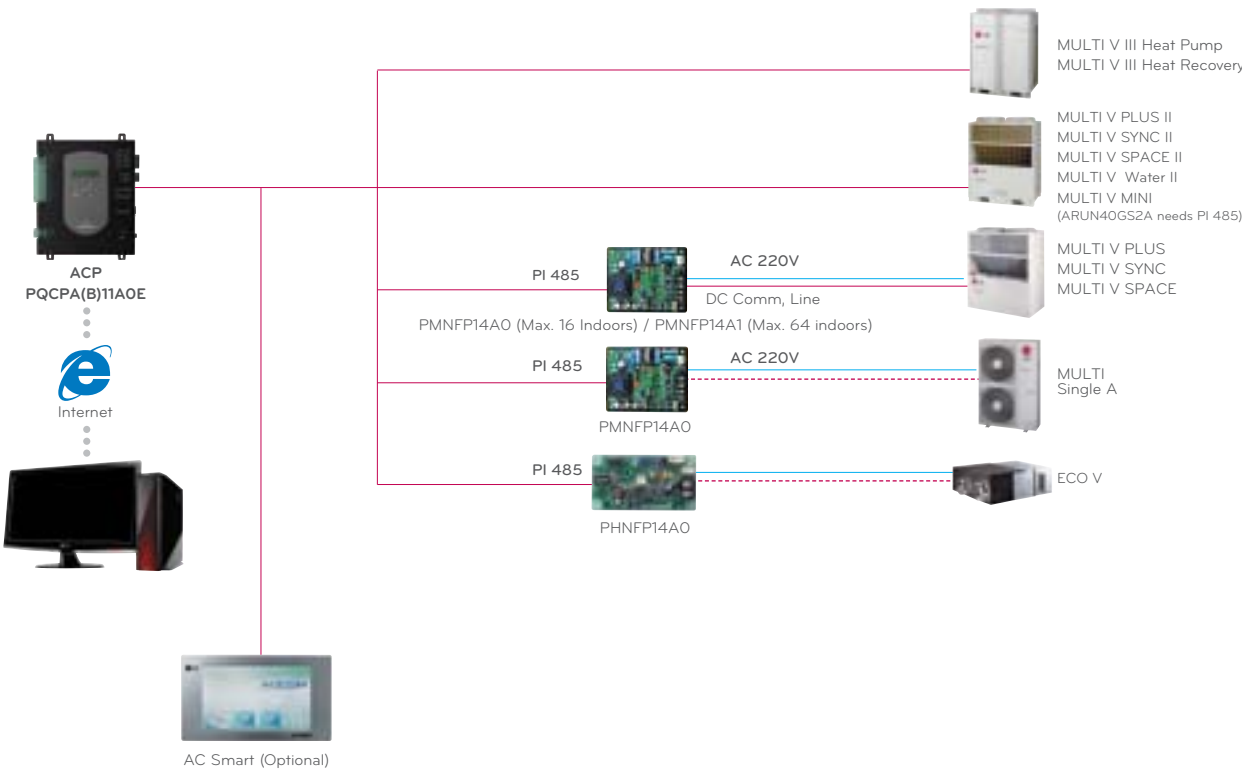 MULTI V III Heat Pump
MULTI V III Heat Recovery
MULTI V PLUS II
MULTI V SYNC II
MULTI V SPACE II
MULTI V Water II
MULTI V MINI
(ARUN40GS2A needs PI 485)
ACP
PQCPA(B)11A0E
Internet
PI 485
AC 220V
DC Comm, Line
PMNFP14A0 (Max. 16 Indoors) / PMNFP14A1 (Max. 64 indoors)
MULTI V PLUS
MULTI V SYNC
MULTI V SPACE
PI 485
AC 220V
PMNFP14A0
MULTI
Single A
PI 485
PHNFP14A0
ECO V
AC Smart (Optional)